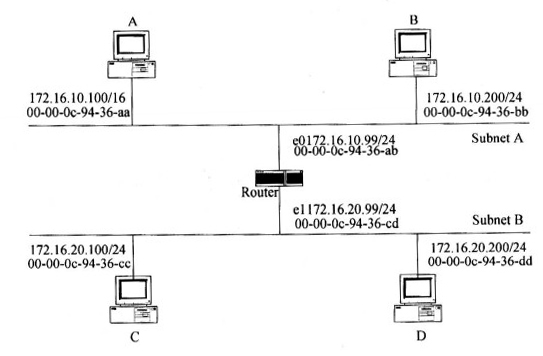 A
B
172.16.10.100/16
00-00-0c-94-36-aa
172.16.10.200/24
00-00-0c-94-36-bb
Subnet A
e0172.16.10.99/24
00-00-0c-94-36-ab
Router
e1172.16.20.99/24
00-00-0c-94-36-cd
Subnet B
172.16.20.100/24
00-00-0c-94-36-cc
172.16.20.200/24
00-00-0c-94-36-dd
C
D